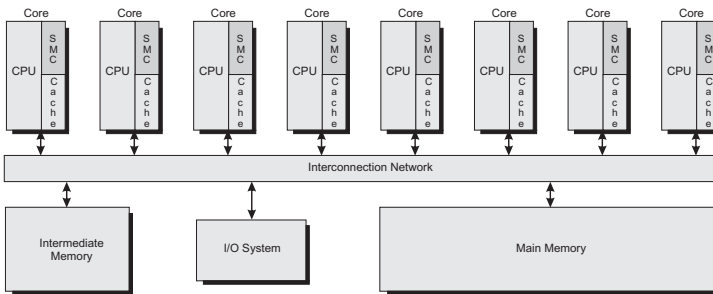 Core Core Core Core Core Core Core Core
CPU SMC Cache
CPU SMC Cache
CPU SMC Cache
CPU SMC Cache
CPU SMC Cache
CPU SMC Cache
CPU SMC Cache
CPU SMC Cache
Interconnection Network
Intermediate
Memory
I/O System
Main Memory